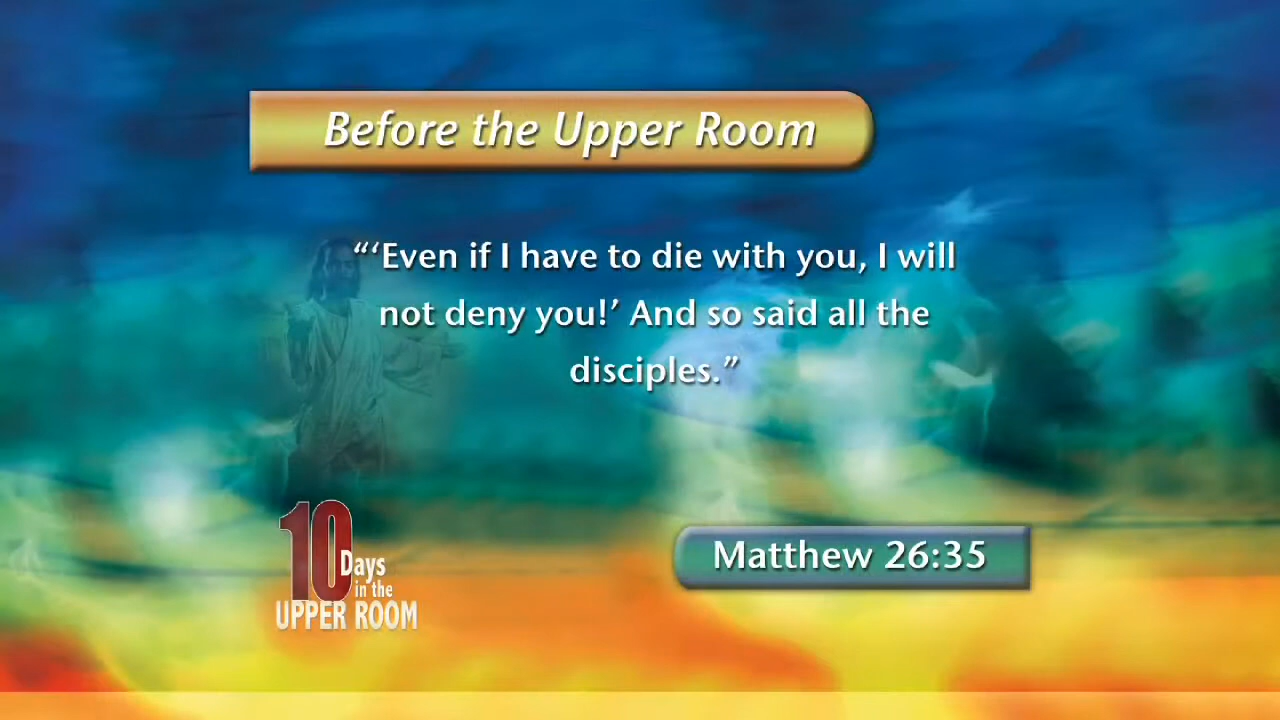 Before the Upper Room
“‘Even if I have to die with you, I will
not deny you!’ And so said all the
disciples.”
10
Days
in the
UPPER ROOM
Matthew 26:35